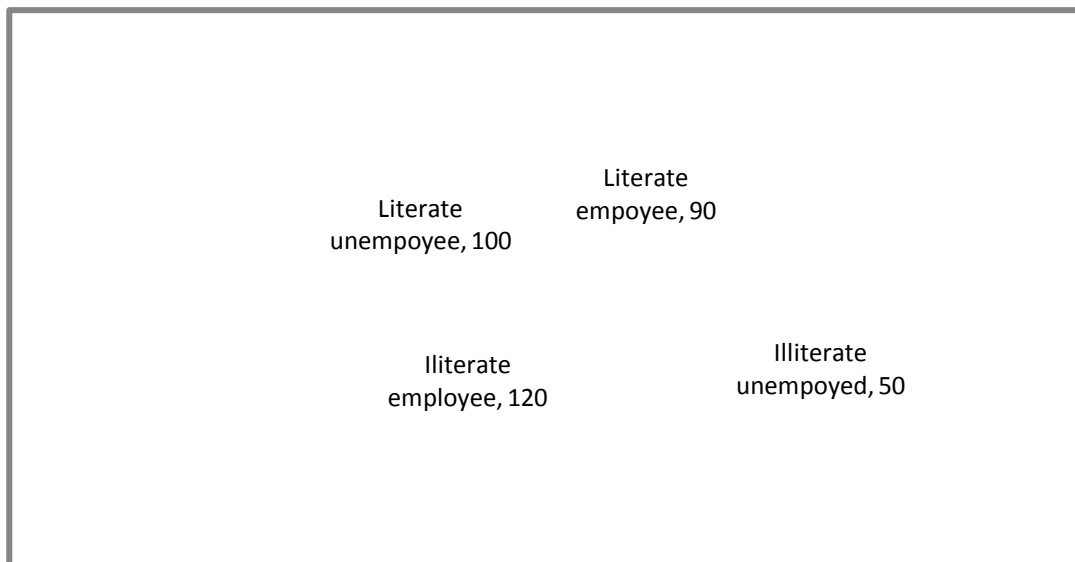 Literate
empoyee, 90
Literate
unempoyee, 100
Illiterate
unempoyed, 50
Iliterate
employee, 120